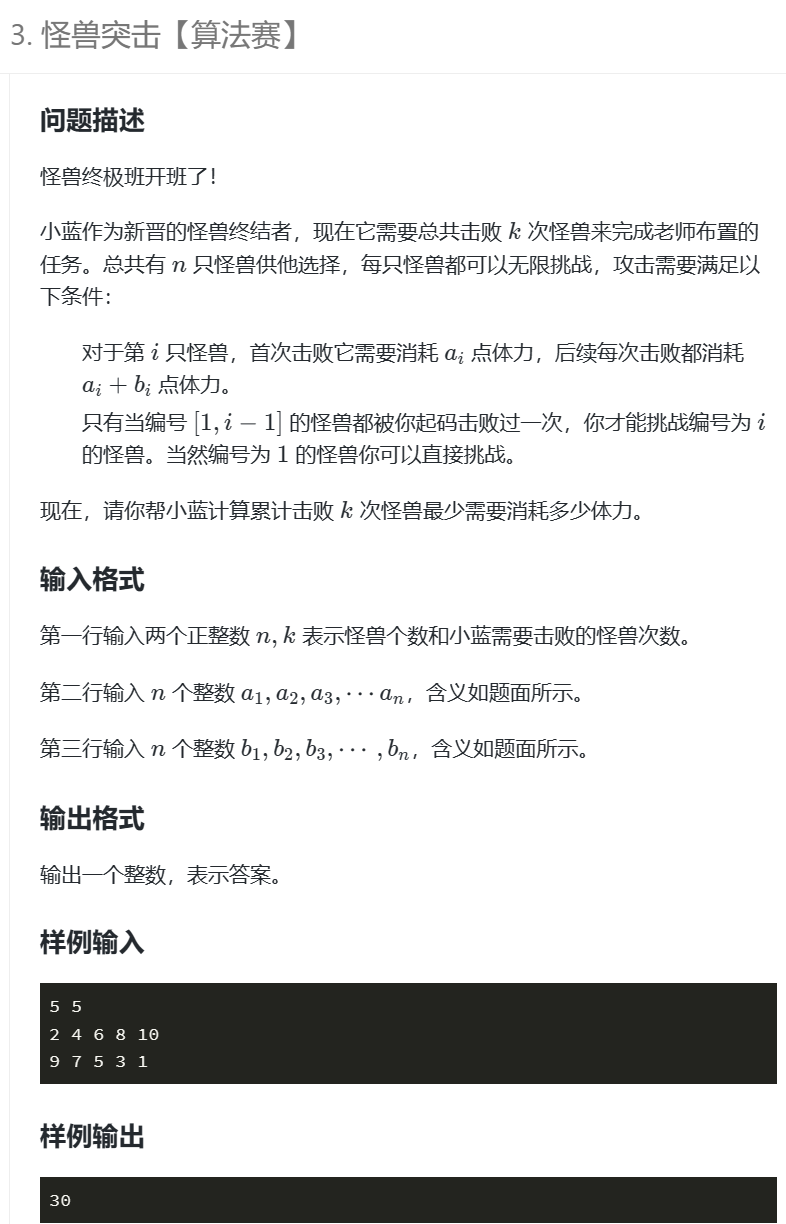 3. 怪兽突击【算法赛】
问题描述
怪兽终极班开班了！
小蓝作为新晋的怪兽终结者，现在它需要总共击败 k 次怪兽来完成老师布置的
任务。总共有 n 只怪兽供他选择，每只怪兽都可以无限挑战，攻击需要满足以
下条件：
对于第 i 只怪兽，首次击败它需要消耗 a_i 点体力，后续每次击败都消耗
a_i + b_i 点体力。
只有当编号 [1, i − 1] 的怪兽都被你起码击败过一次，你才能挑战编号为 i
的怪兽。当然编号为 1 的怪兽你可以直接挑战。
现在，请你帮小蓝计算累计击败 k 次怪兽最少需要消耗多少体力。
输入格式
第一行输入两个正整数 n, k 表示怪兽个数和小蓝需要击败的怪兽次数。
第二行输入 n 个整数 a_1, a_2, a_3, ⋯ a_n，含义如题面所示。
第三行输入 n 个整数 b_1, b_2, b_3, ⋯ , b_n，含义如题面所示。
输出格式
输出一个整数，表示答案。
样例输入
5 5
2 4 6 8 10
9 7 5 3 1
样例输出
30